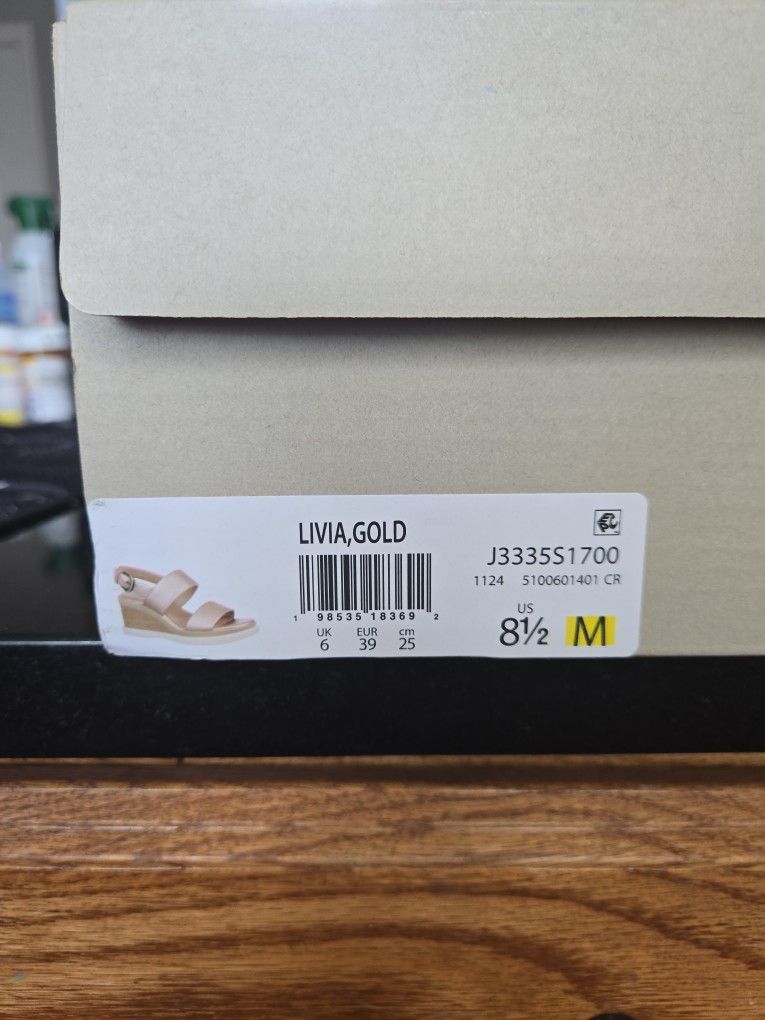 LIVIA,GOLD
J3335S1700
1124 5100601401 CR
1 98535 18369 2
UK EUR cm
6 39 25
US
8½ M